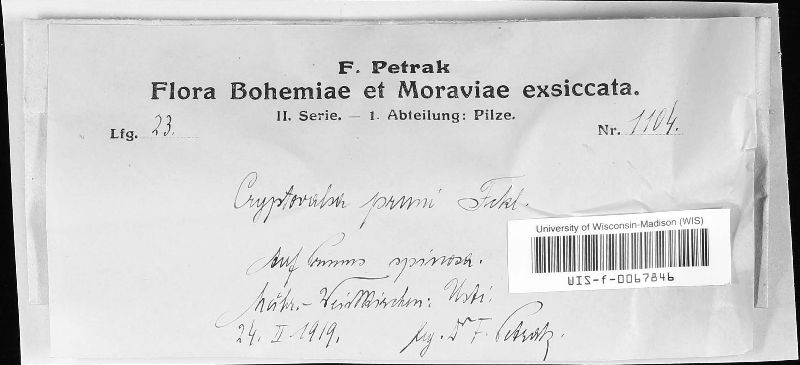 F. Petrak
Flora Bohemiae et Moraviae exsiccata.
II. Serie. — 1. Abteilung: Pilze.
Lfg. 23.
Nr. 1104.
Cryptovalsa pruni Fckl.
Auf Prunus spinosa.
Mähr.-Weisskirchen: Usti.
24. II. 1919.
leg. Dr F. Petrak.
University of Wisconsin-Madison (WIS)
WIS-f-0067846